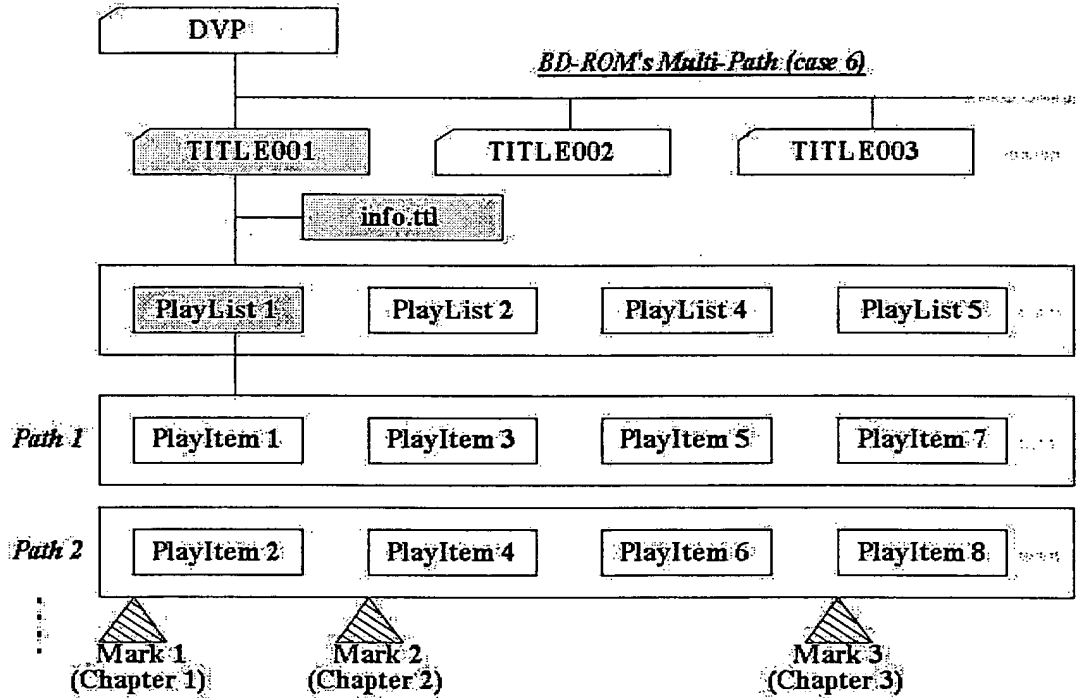 DVP
BD-ROM's Multi-Path (case 6)
TITLE001
TITLE002
TITLE003
info.ttl
PlayList 1
PlayList 2
PlayList 4
PlayList 5
Path 1
PlayItem 1
PlayItem 3
PlayItem 5
PlayItem 7
Path 2
PlayItem 2
PlayItem 4
PlayItem 6
PlayItem 8
Mark 1
(Chapter 1)
Mark 2
(Chapter 2)
Mark 3
(Chapter 3)